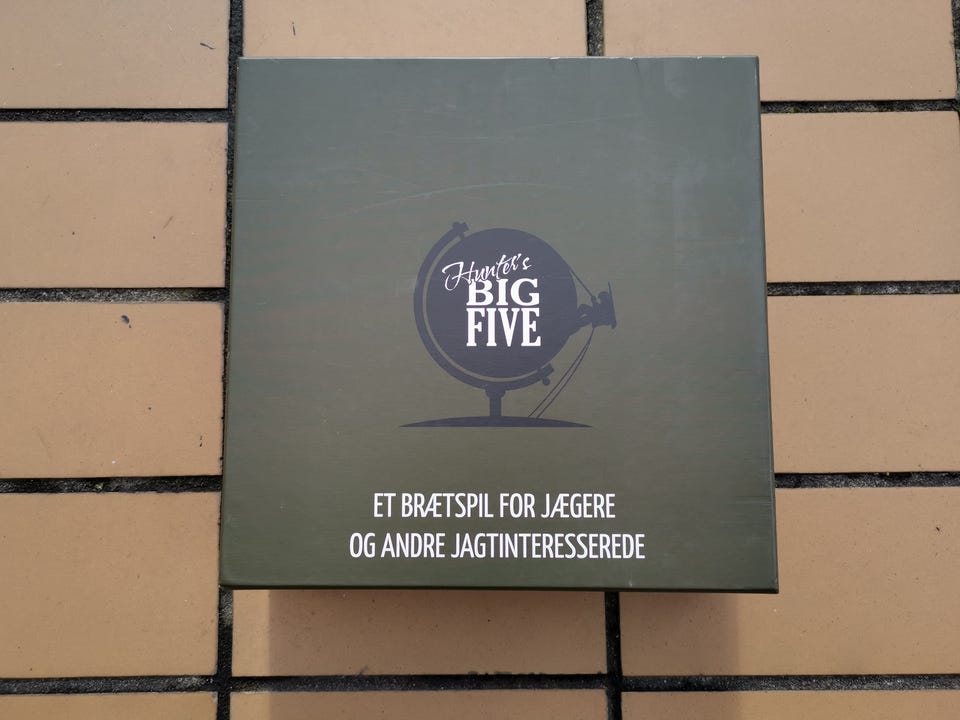 Hunter's
BIG
FIVE
ET BRÆTSPIL FOR JÆGERE
OG ANDRE JAGTINTERESSEREDE